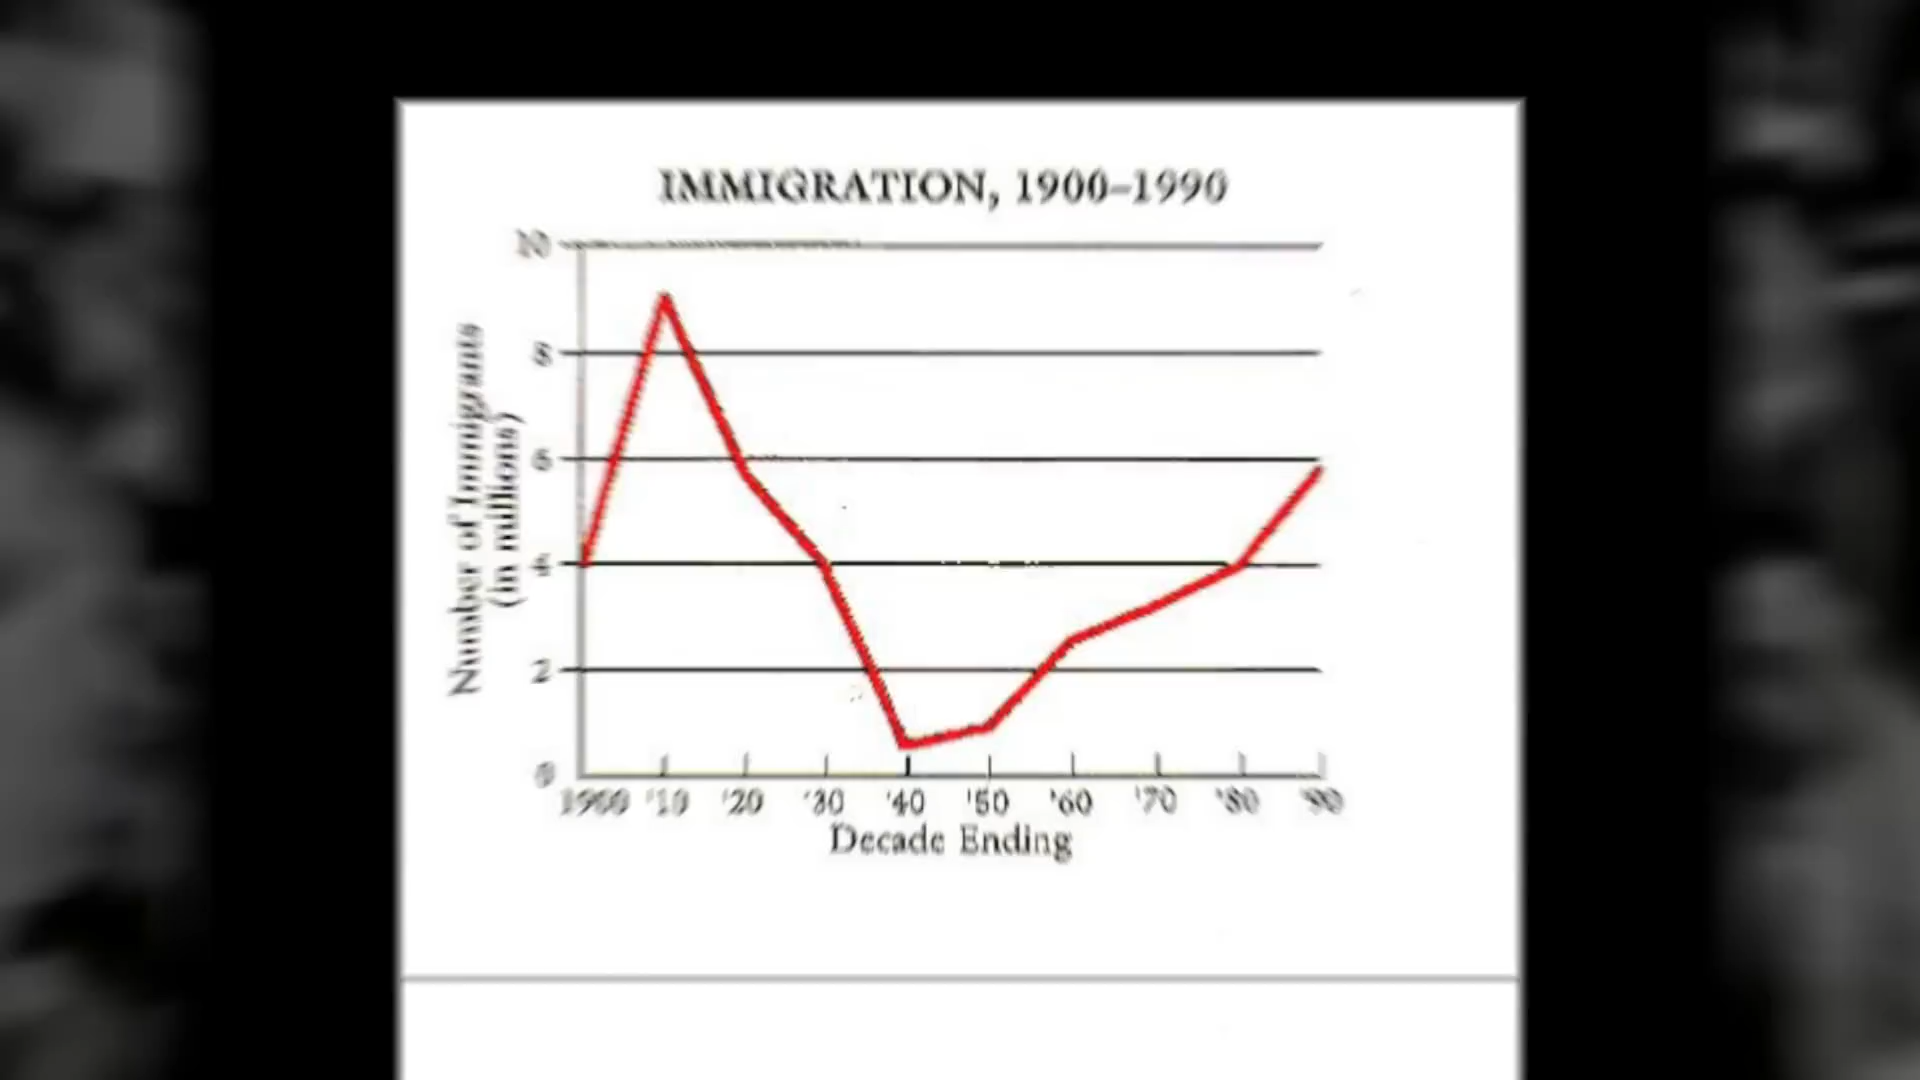 IMMIGRATION, 1900–1990
10
8
6
4
2
0
Number of Immigrants
(in millions)
1900 '10 '20 '30 '40 '50 '60 '70 '80 '90
Decade Ending